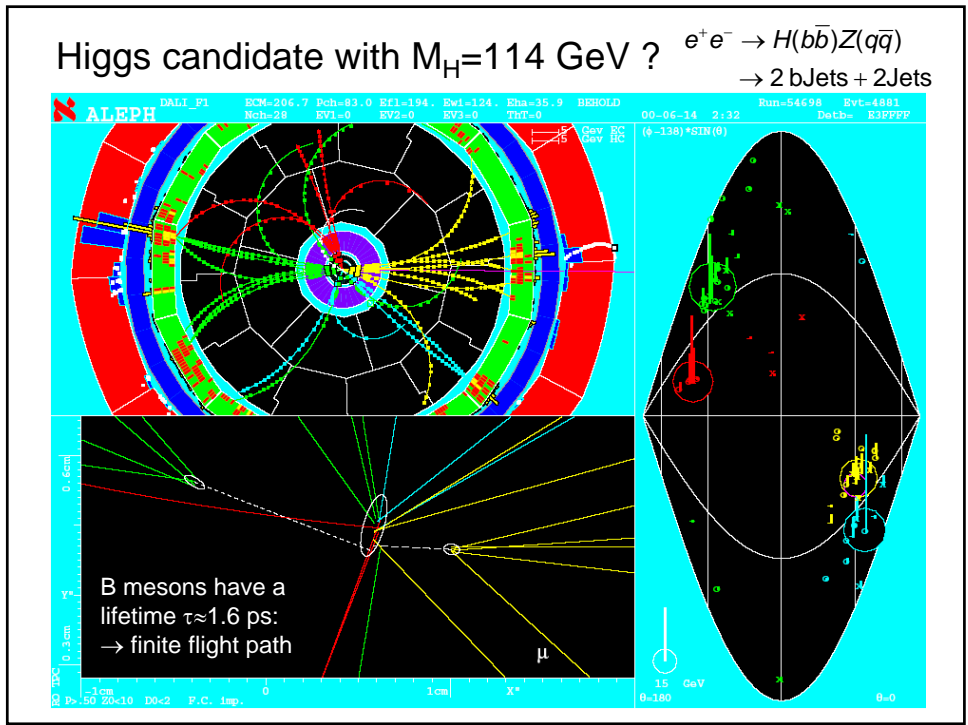 Higgs candidate with M_H=114 GeV ?
e⁺e⁻ → H(bb̅)Z(qq̅)
→ 2 bJets + 2Jets
ALEPH
DALI_F1
ECM=206.7 Pch=83.0 Efl=194. Ewi=124. Eha=35.9 BEHOLD
Nch=28 EV1=0 EV2=0 EV3=0 ThT=0
00-06-14 2:32
Run=54698 Evt=4881
Detb= E3FFFF
5 Gev EC
5 Gev HC
(ϕ-138)*SIN(θ)
0.6cm
Y"
0.3cm
B mesons have a
lifetime τ≈1.6 ps:
→ finite flight path
μ
RO TPC
-1cm 0 1cm X"
P>.50 Z0<10 D0<2 F.C. imp.
15 GeV
θ=180 θ=0